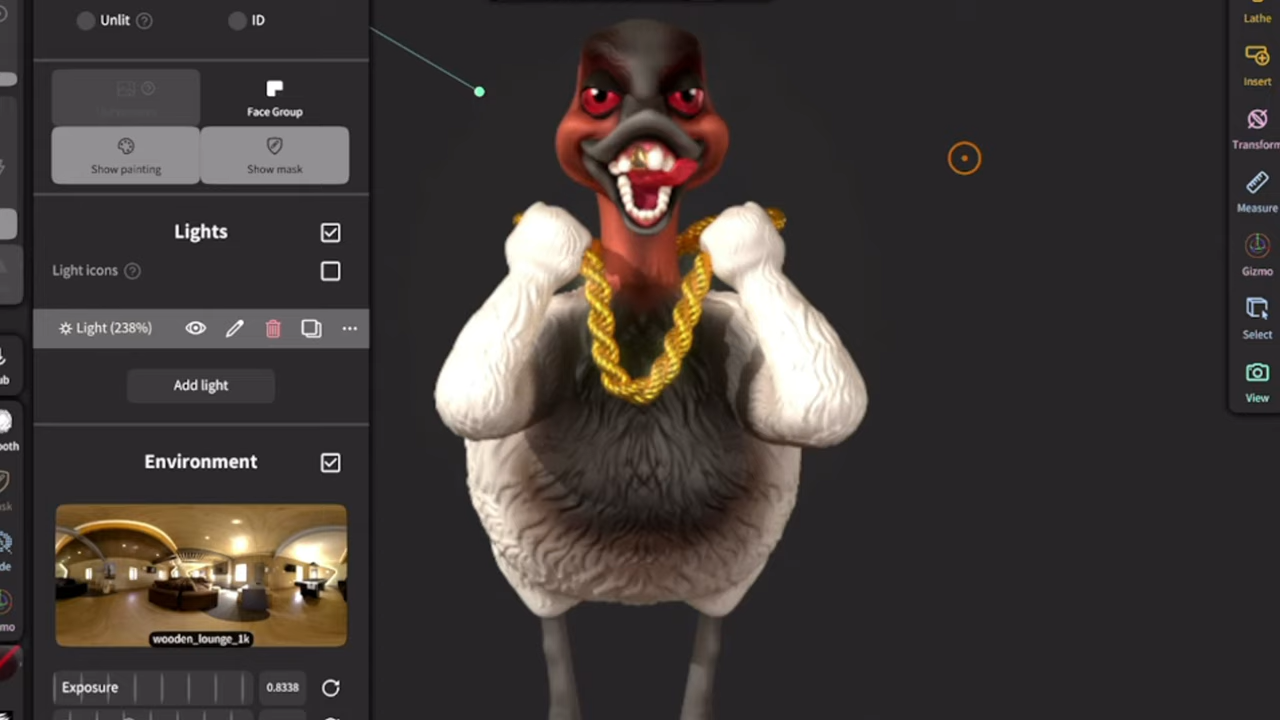 Unlit
ID
Face Group
Show painting
Show mask
Lights
Light icons
Light (238%)
Add light
Environment
wooden_lounge_1k
Exposure
0.8338
Lathe
Insert
Transform
Measure
Gizmo
Select
View